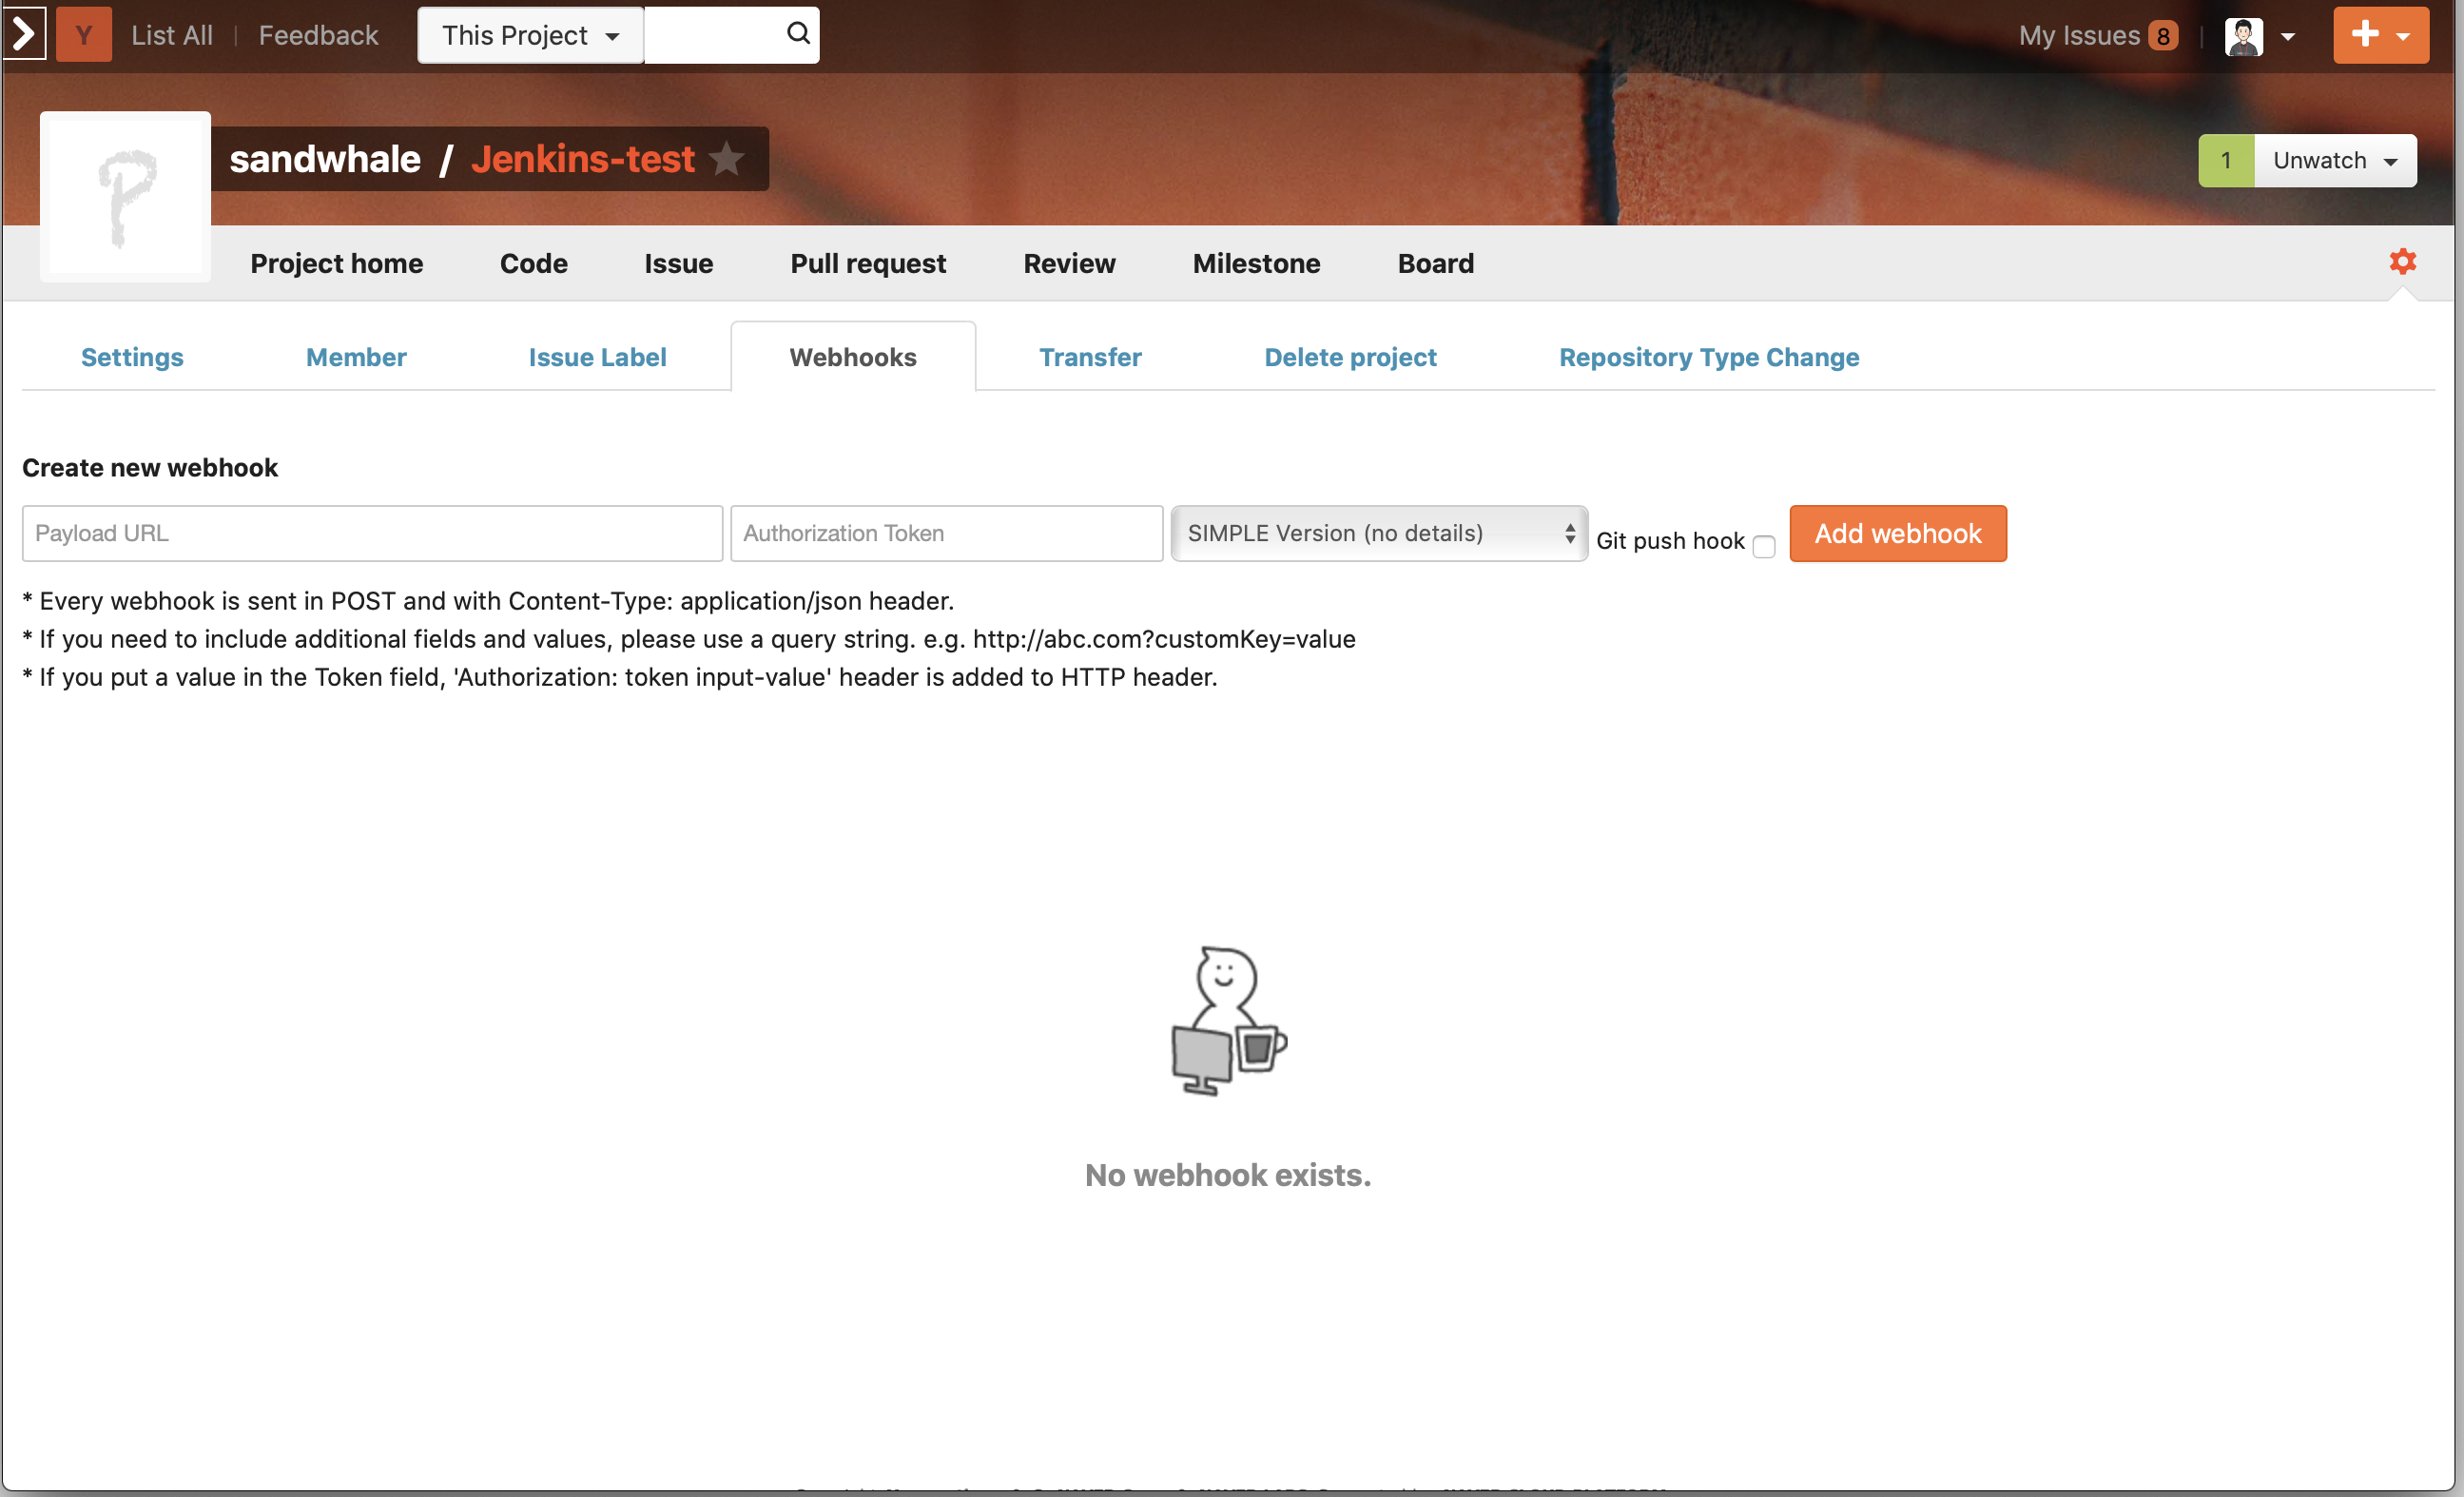 Y List All | Feedback This Project My Issues 8
sandwhale / Jenkins-test
1 Unwatch
Project home Code Issue Pull request Review Milestone Board
Settings Member Issue Label Webhooks Transfer Delete project Repository Type Change
Create new webhook
Payload URL Authorization Token SIMPLE Version (no details) Git push hook Add webhook
* Every webhook is sent in POST and with Content-Type: application/json header.
* If you need to include additional fields and values, please use a query string. e.g. http://abc.com?customKey=value
* If you put a value in the Token field, 'Authorization: token input-value' header is added to HTTP header.
No webhook exists.